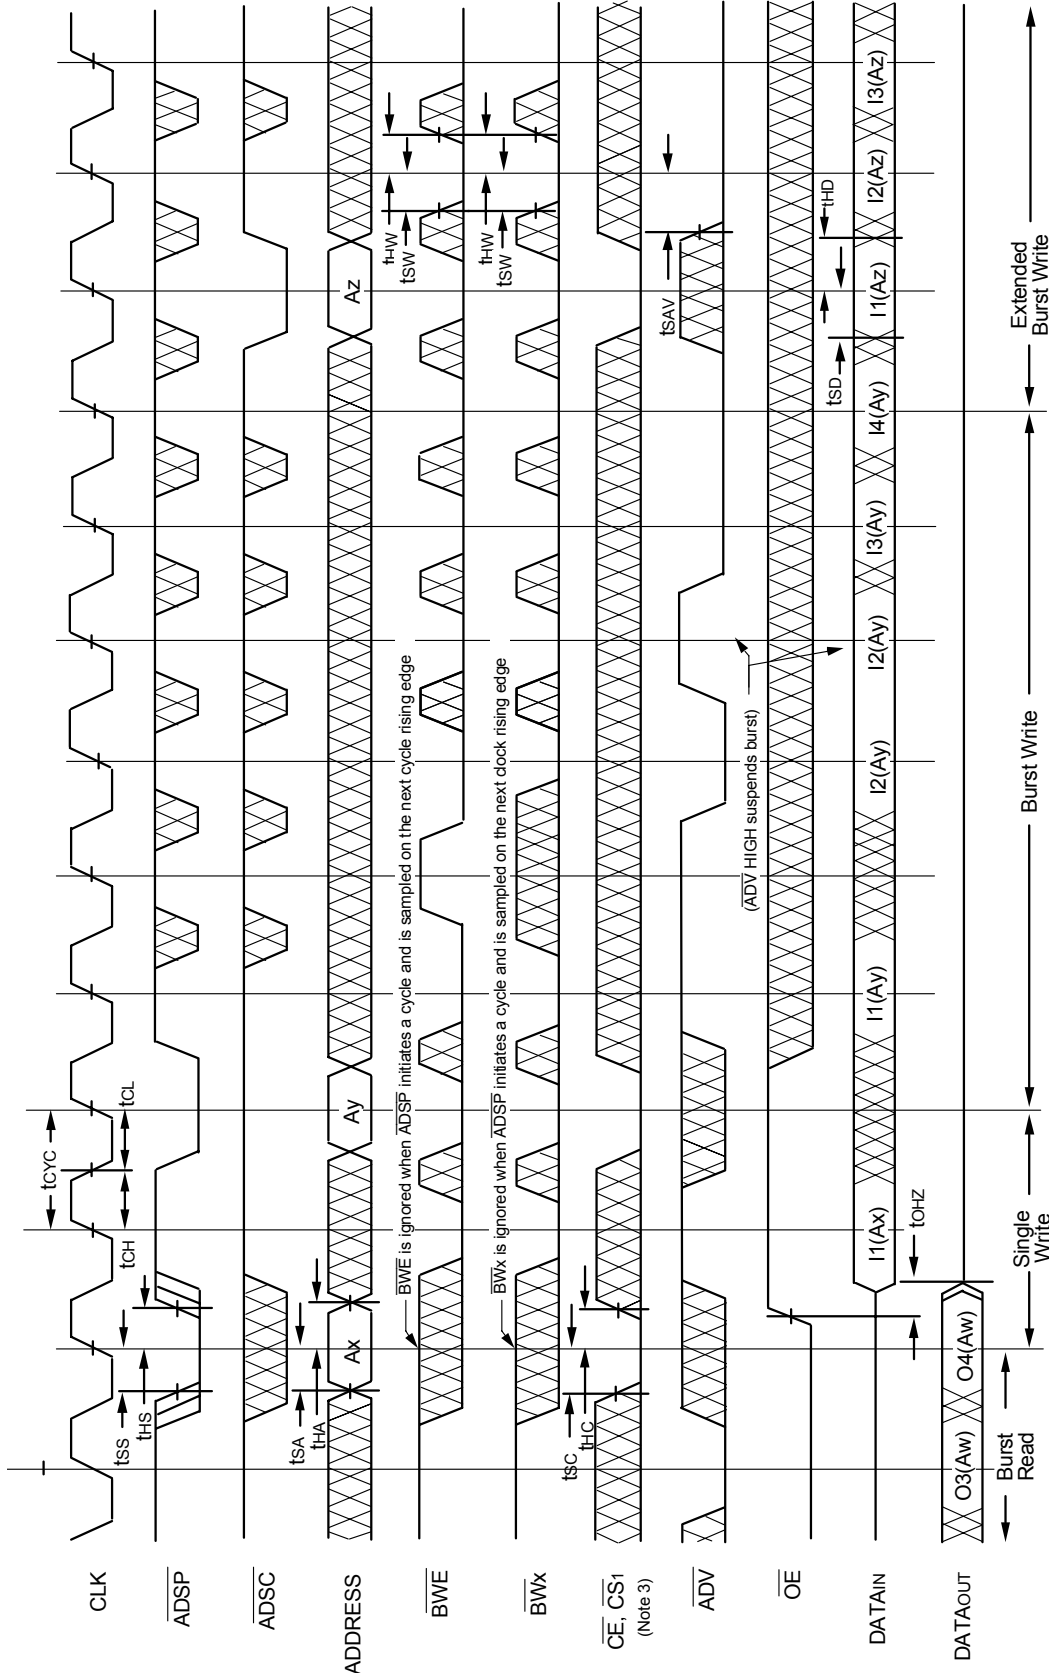 CLK
tCYC
tCH
tCL
tSS
tHS
ADSP
ADSC
ADDRESS
Ax
Ay
Az
tSA
tHA
BWE
BWE is ignored when ADSP initiates a cycle and is sampled on the next cycle rising edge
tHW
tSW
BWx
BWx is ignored when ADSP initiates a cycle and is sampled on the next dock rising edge
tHW
tSW
CE, CS1
(Note 3)
tSC
tHC
ADV
tSAV
(ADV HIGH suspends burst)
OE
DATAIN
I1(Ax)
I1(Ay)
I2(Ay)
I2(Ay)
I3(Ay)
I4(Ay)
I1(Az)
I2(Az)
I3(Az)
tSD
tHD
tOHZ
DATAOUT
O3(Aw)
O4(Aw)
Burst
Read
Single
Write
Burst Write
Extended
Burst Write